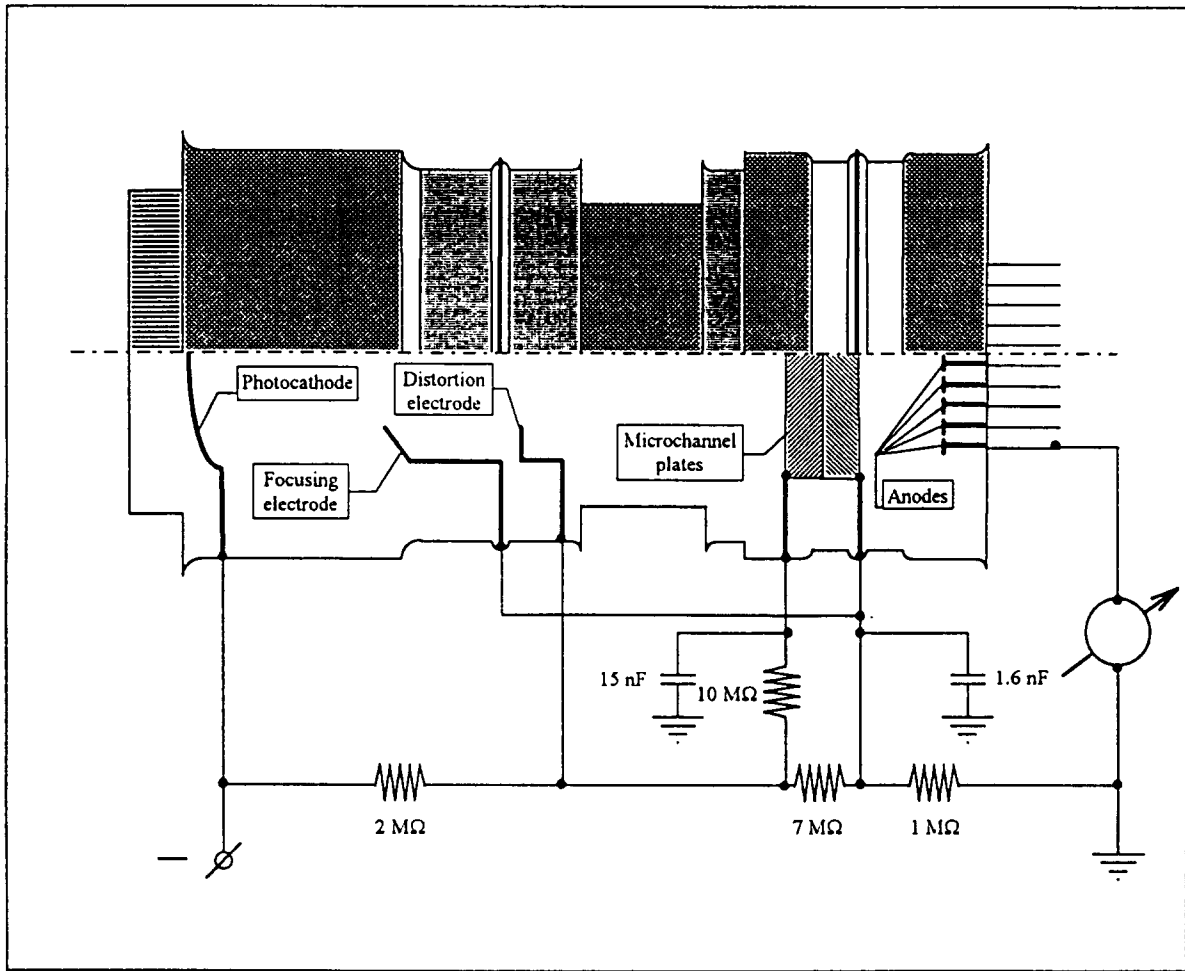 Photocathode
Distortion
electrode
Focusing
electrode
Microchannel
plates
Anodes
15 nF
10 MΩ
1.6 nF
2 MΩ
7 MΩ
1 MΩ
−